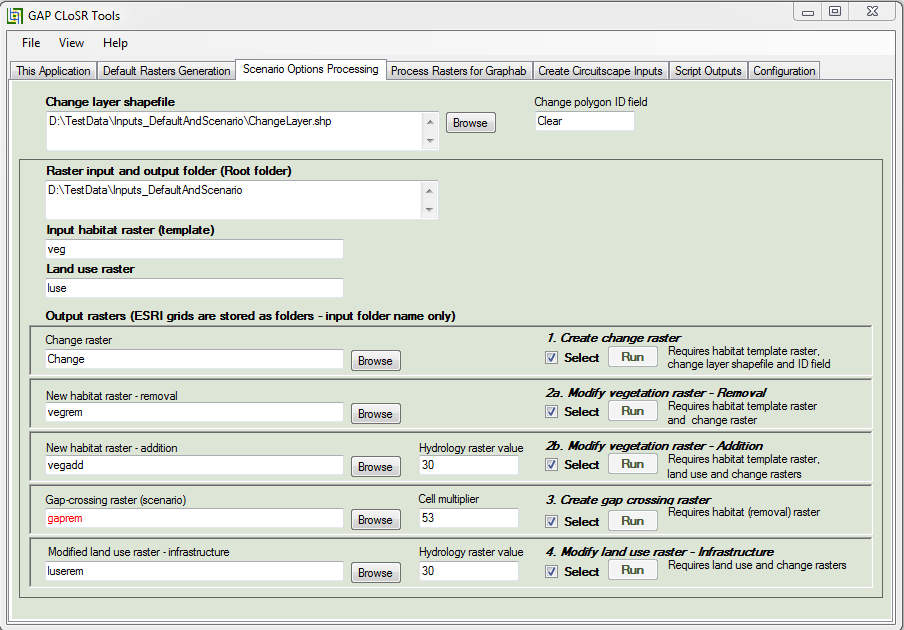 GAP CLoSR Tools
File View Help
This Application Default Rasters Generation Scenario Options Processing Process Rasters for Graphab Create Circuitscape Inputs Script Outputs Configuration
Change layer shapefile
D:\TestData\Inputs_DefaultAndScenario\ChangeLayer.shp
Browse
Change polygon ID field
Clear
Raster input and output folder (Root folder)
D:\TestData\Inputs_DefaultAndScenario
Input habitat raster (template)
veg
Land use raster
luse
Output rasters (ESRI grids are stored as folders - input folder name only)
Change raster
Change
Browse
1. Create change raster
Select Run
Requires habitat template raster,
change layer shapefile and ID field
New habitat raster - removal
vegrem
Browse
2a. Modify vegetation raster - Removal
Select Run
Requires habitat template raster
and change raster
New habitat raster - addition
vegadd
Browse
Hydrology raster value
30
2b. Modify vegetation raster - Addition
Select Run
Requires habitat template raster,
land use and change rasters
Gap-crossing raster (scenario)
gaprem
Browse
Cell multiplier
53
3. Create gap crossing raster
Select Run
Requires habitat (removal) raster
Modified land use raster - infrastructure
luserem
Browse
Hydrology raster value
30
4. Modify land use raster - Infrastructure
Select Run
Requires land use and change rasters